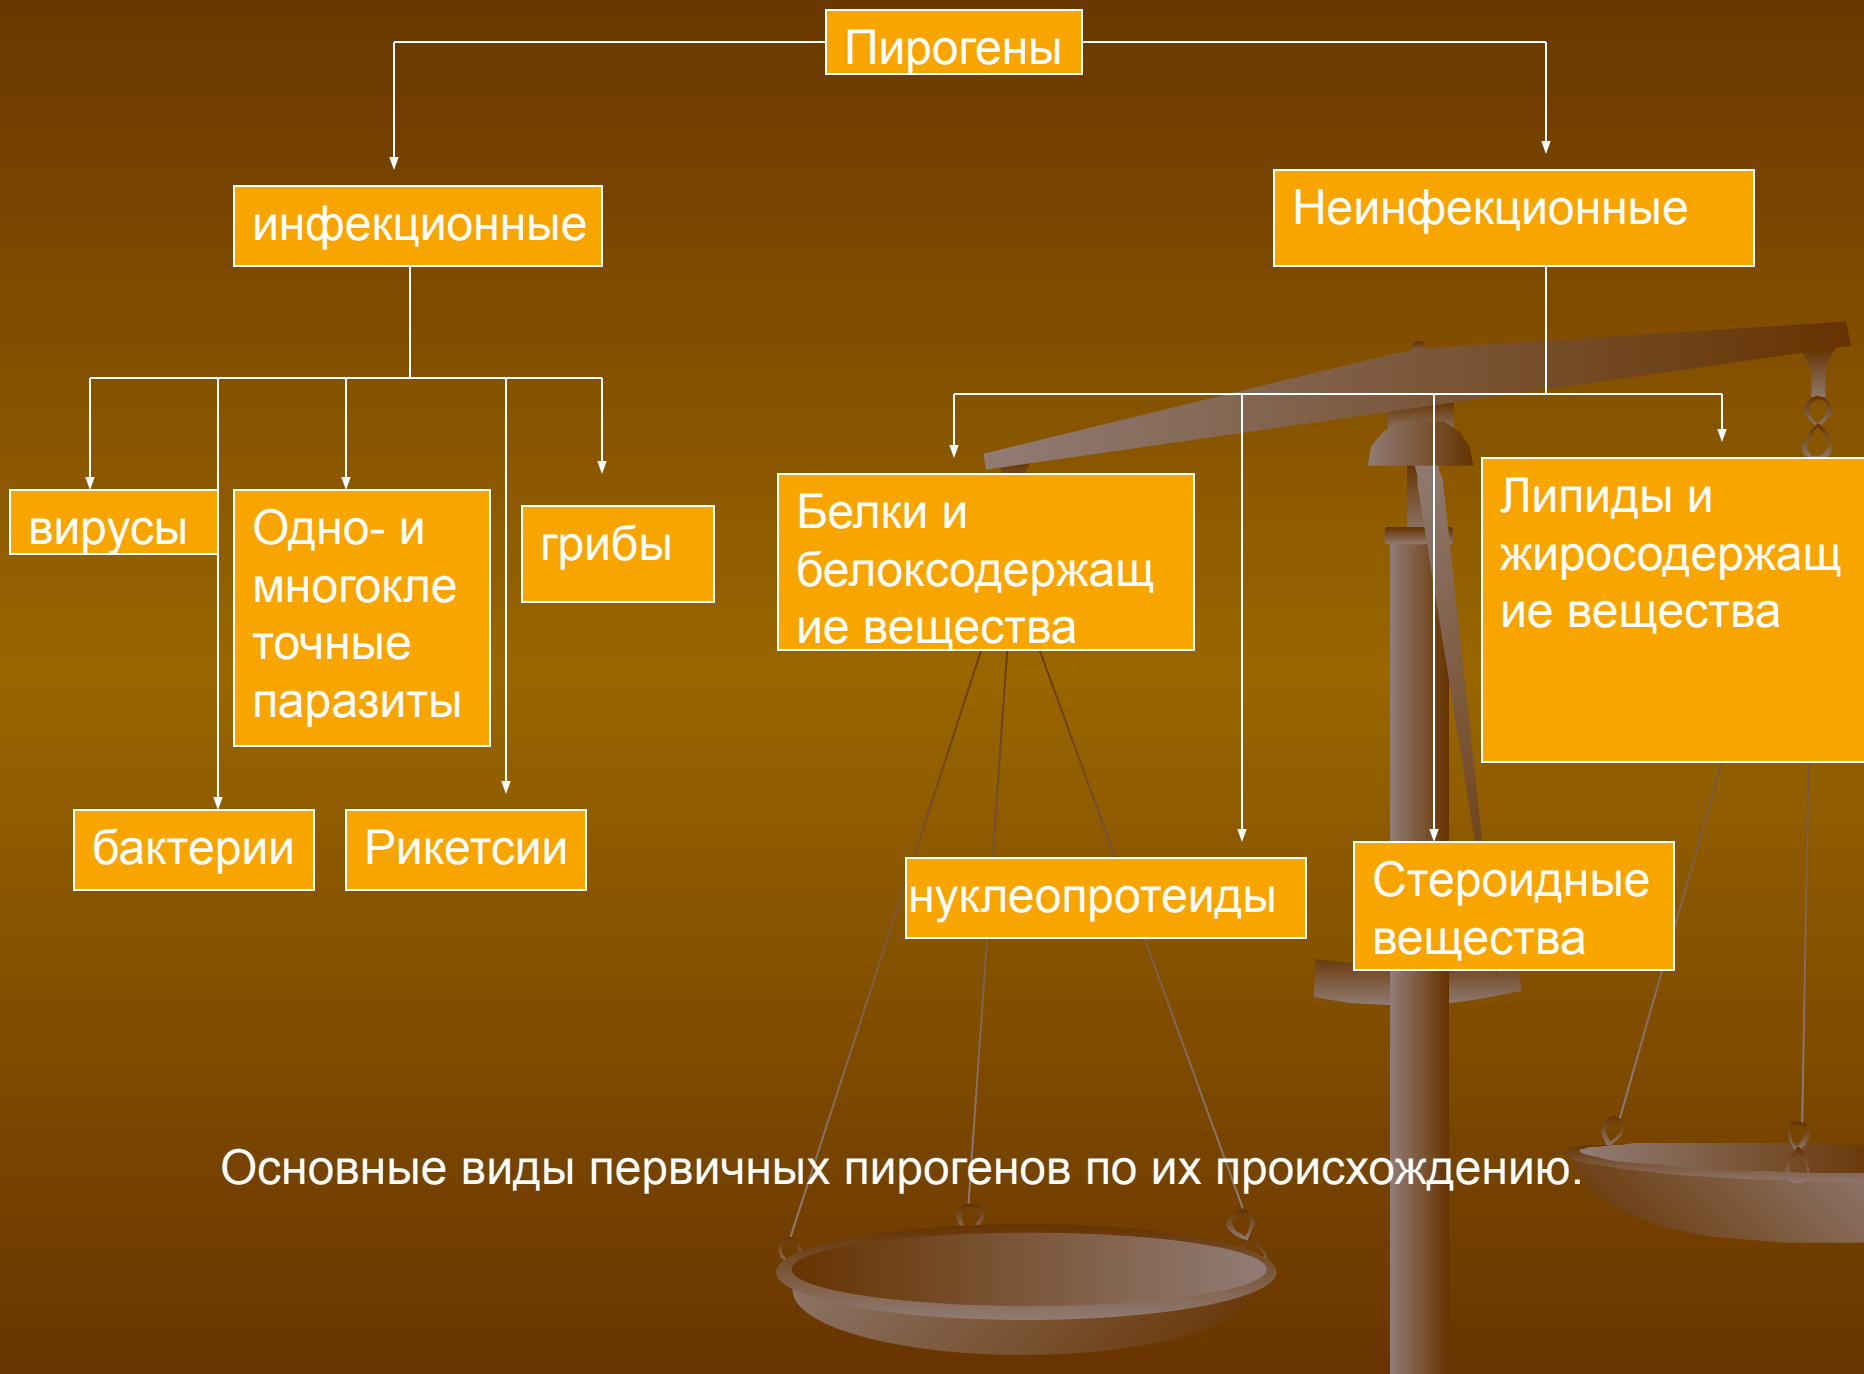 Пирогены
инфекционные
Неинфекционные
вирусы
Одно- и
многокле
точные
паразиты
грибы
Белки и
белоксодержащ
ие вещества
Липиды и
жиросодержащ
ие вещества
бактерии
Рикетсии
нуклеопротеиды
Стероидные
вещества
Основные виды первичных пирогенов по их происхождению.